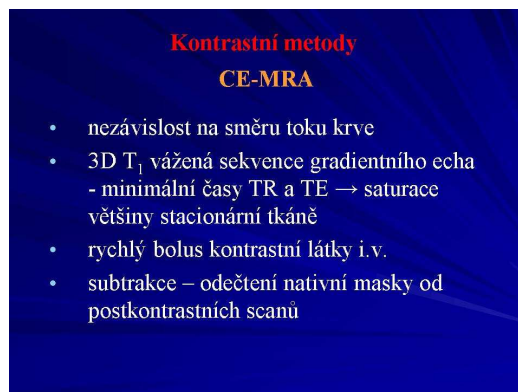 Kontrastní metody
CE-MRA
• nezávislost na směru toku krve
• 3D T1 vážená sekvence gradientního echa
- minimální časy TR a TE → saturace
většiny stacionární tkáně
• rychlý bolus kontrastní látky i.v.
• subtrakce – odečtení nativní masky od
postkontrastních scanů